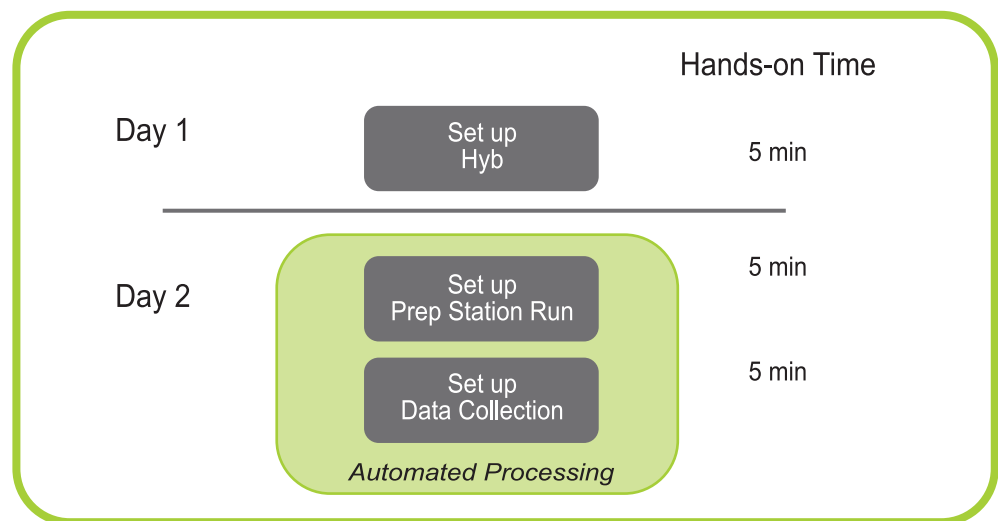 Hands-on Time
Day 1
Set up
Hyb
5 min
Day 2
Set up
Prep Station Run
5 min
Set up
Data Collection
5 min
Automated Processing